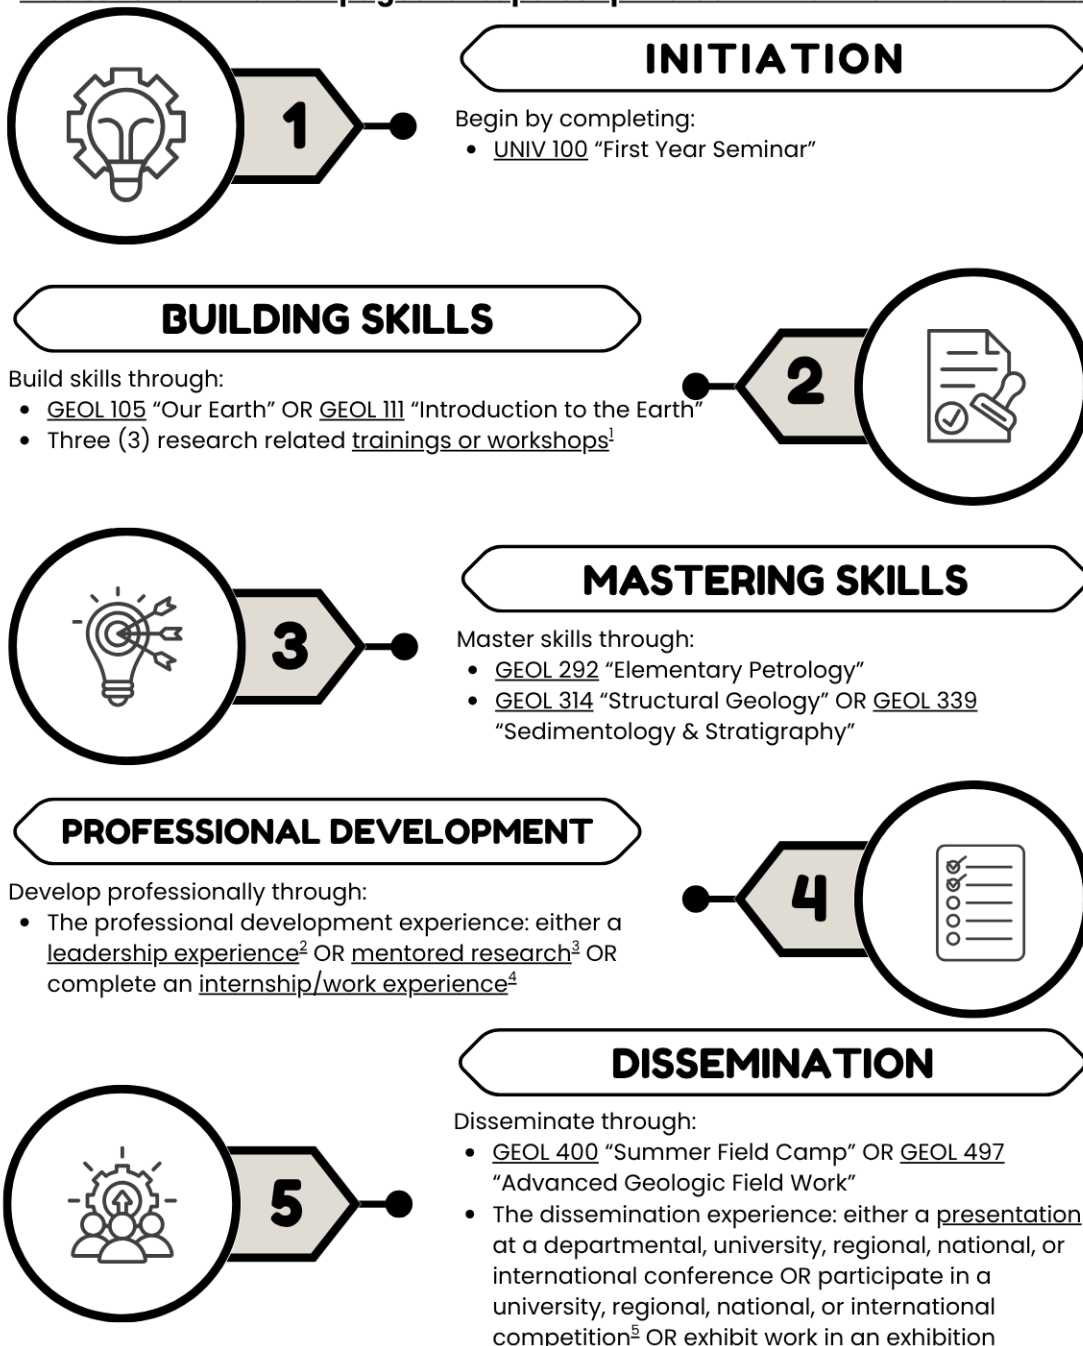 1
INITIATION
Begin by completing:
• UNIV 100 “First Year Seminar”
BUILDING SKILLS
2
Build skills through:
• GEOL 105 “Our Earth” OR GEOL 111 “Introduction to the Earth”
• Three (3) research related trainings or workshops¹
3
MASTERING SKILLS
Master skills through:
• GEOL 292 “Elementary Petrology”
• GEOL 314 “Structural Geology” OR GEOL 339
“Sedimentology & Stratigraphy”
PROFESSIONAL DEVELOPMENT
4
Develop professionally through:
• The professional development experience: either a
leadership experience² OR mentored research³ OR
complete an internship/work experience⁴
5
DISSEMINATION
Disseminate through:
• GEOL 400 “Summer Field Camp” OR GEOL 497
“Advanced Geologic Field Work”
• The dissemination experience: either a presentation
at a departmental, university, regional, national, or
international conference OR participate in a
university, regional, national, or international
competition⁵ OR exhibit work in an exhibition